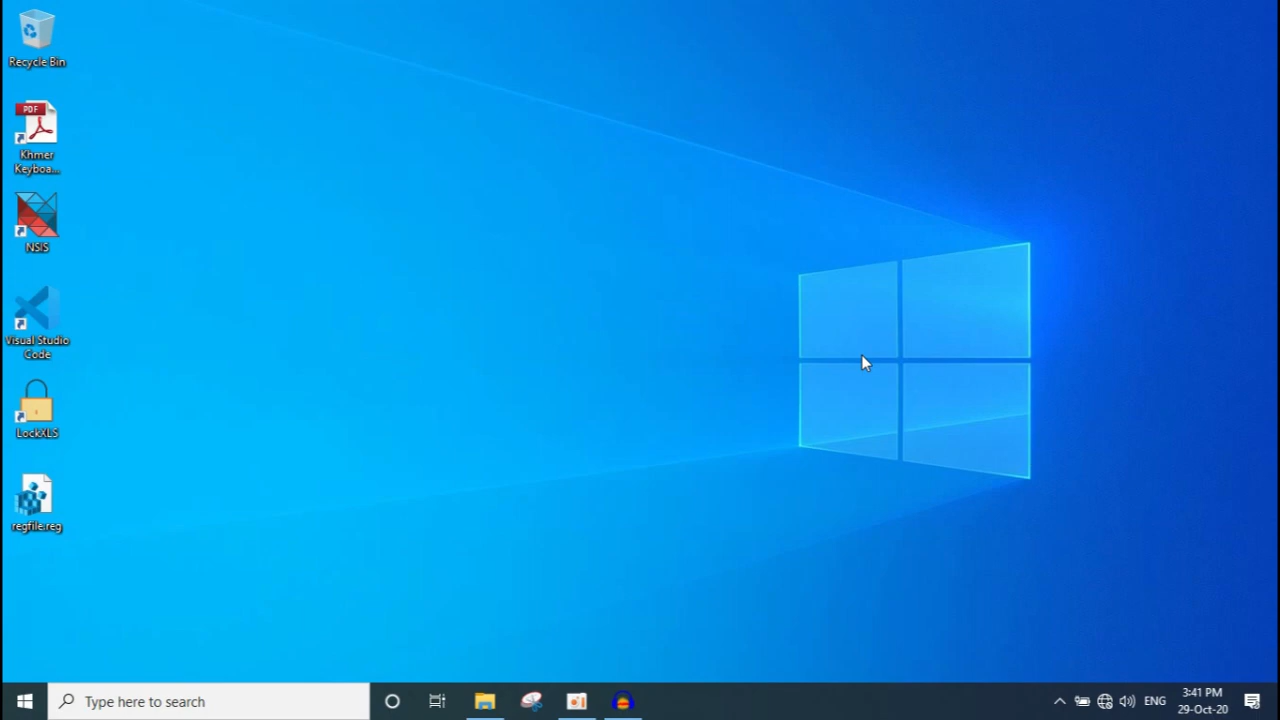 Recycle Bin
PDF
Khmer
Keyboa...
NSIS
Visual Studio
Code
LockXLS
regfile.reg
Type here to search
ENG
3:41 PM
29-Oct-20